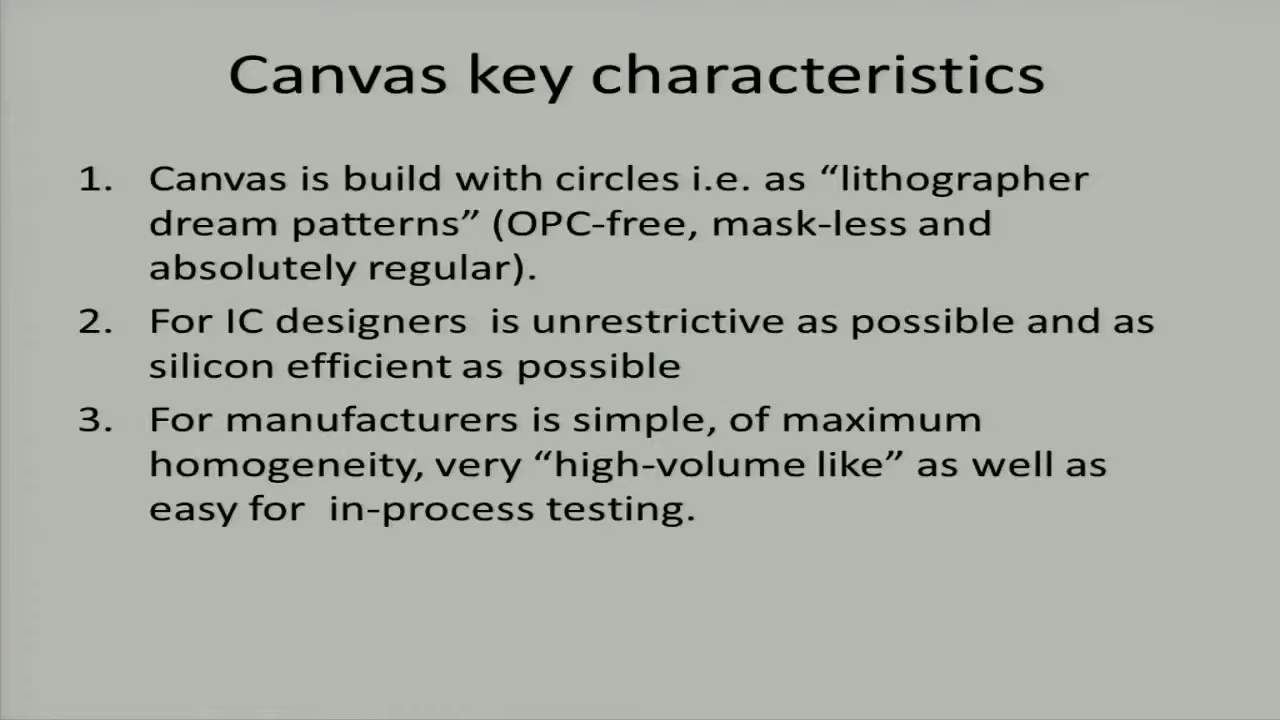 Canvas key characteristics
1. Canvas is build with circles i.e. as “lithographer
dream patterns” (OPC-free, mask-less and
absolutely regular).
2. For IC designers is unrestrictive as possible and as
silicon efficient as possible
3. For manufacturers is simple, of maximum
homogeneity, very “high-volume like” as well as
easy for in-process testing.